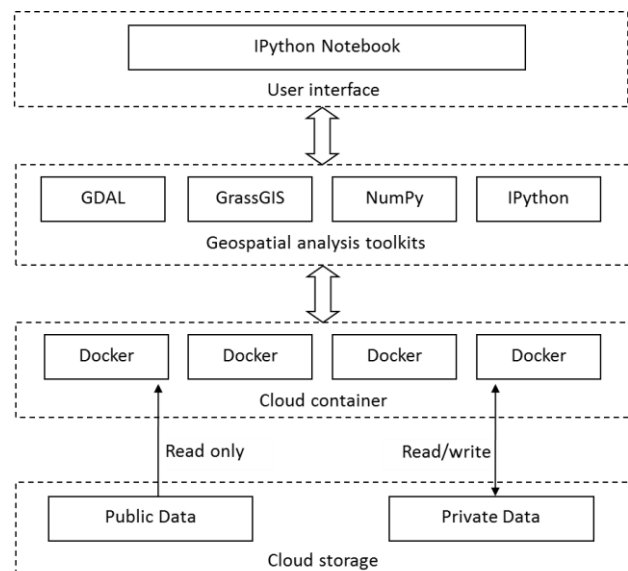 IPython Notebook
User interface
GDAL GrassGIS NumPy IPython
Geospatial analysis toolkits
Docker Docker Docker Docker
Cloud container
Read only Read/write
Public Data Private Data
Cloud storage